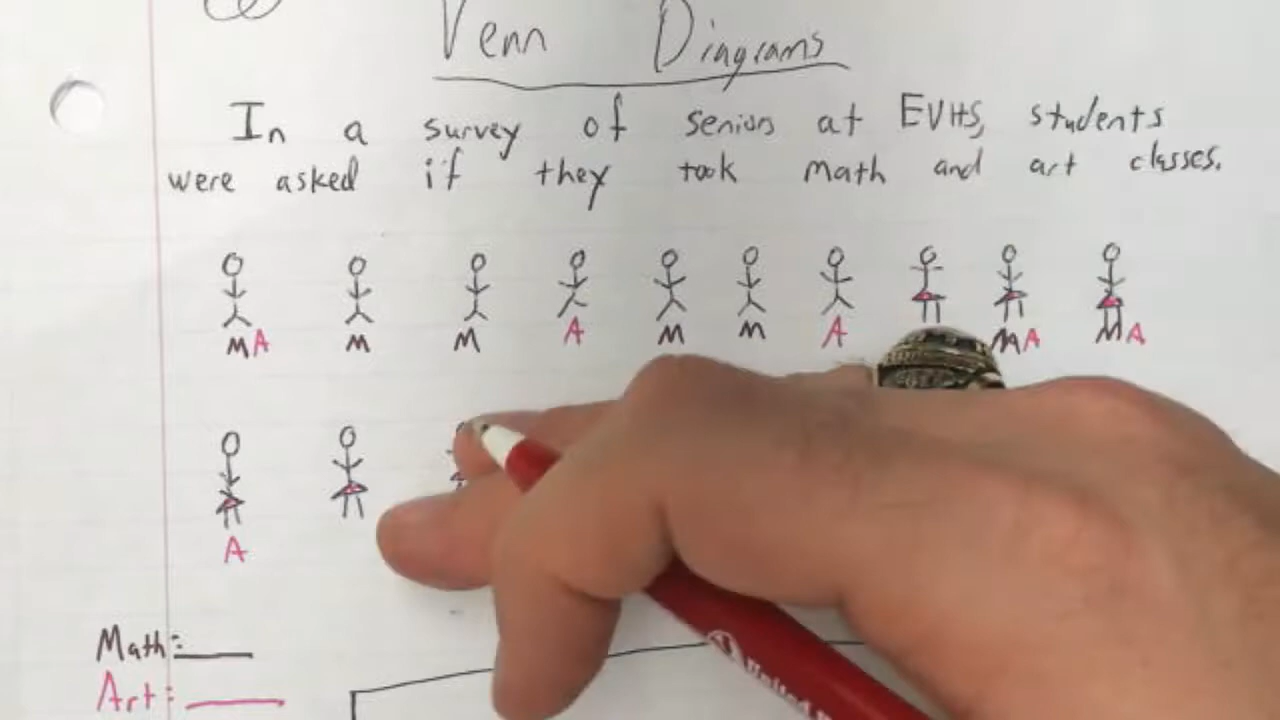 Venn Diagrams
In a survey of seniors at EVHS, students
were asked if they took math and art classes.
MA M M A M M A MA MA
A
Math:
Art:
United